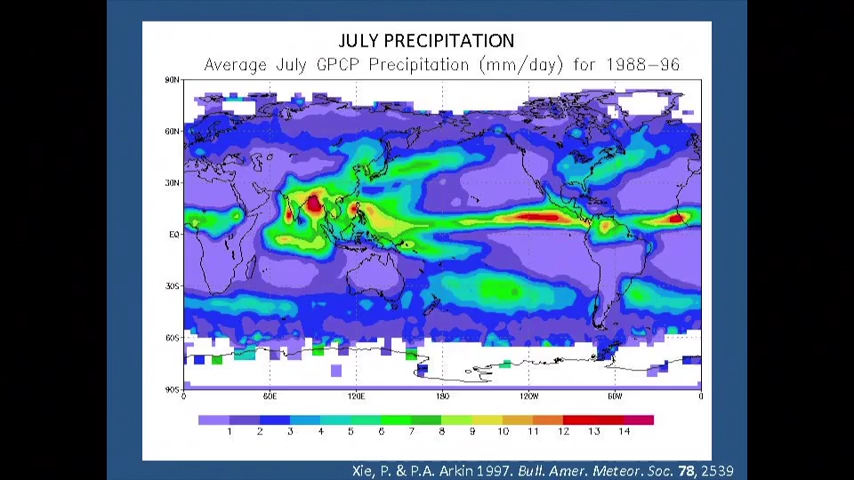 JULY PRECIPITATION
Average July GPCP Precipitation (mm/day) for 1988-96
90N
60N
30N
EQ
30S
60S
90S
0 60E 120E 180 120W 60W 0
1 2 3 4 5 6 7 8 9 10 11 12 13 14
Xie, P. & P.A. Arkin 1997. Bull. Amer. Meteor. Soc. 78, 2539